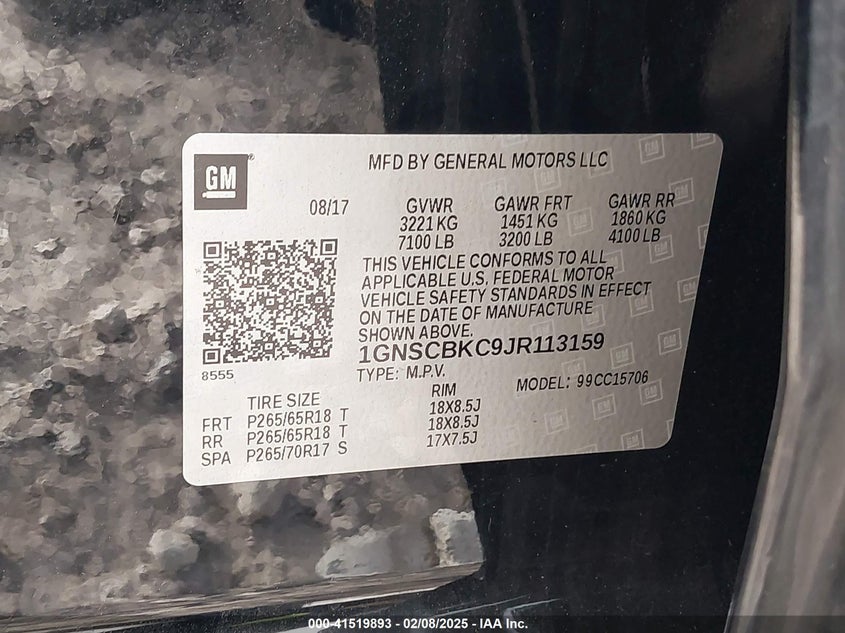 GM
MFD BY GENERAL MOTORS LLC
08/17
GVWR GAWR FRT GAWR RR
3221 KG 1451 KG 1860 KG
7100 LB 3200 LB 4100 LB
THIS VEHICLE CONFORMS TO ALL
APPLICABLE U.S. FEDERAL MOTOR
VEHICLE SAFETY STANDARDS IN EFFECT
ON THE DATE OF MANUFACTURE
SHOWN ABOVE.
1GNSCBKC9JR113159
TYPE: M.P.V. MODEL: 99CC15706
8555
TIRE SIZE RIM
FRT P265/65R18 T 18X8.5J
RR P265/65R18 T 18X8.5J
SPA P265/70R17 S 17X7.5J
000-41519893 - 02/08/2025 - IAA Inc.